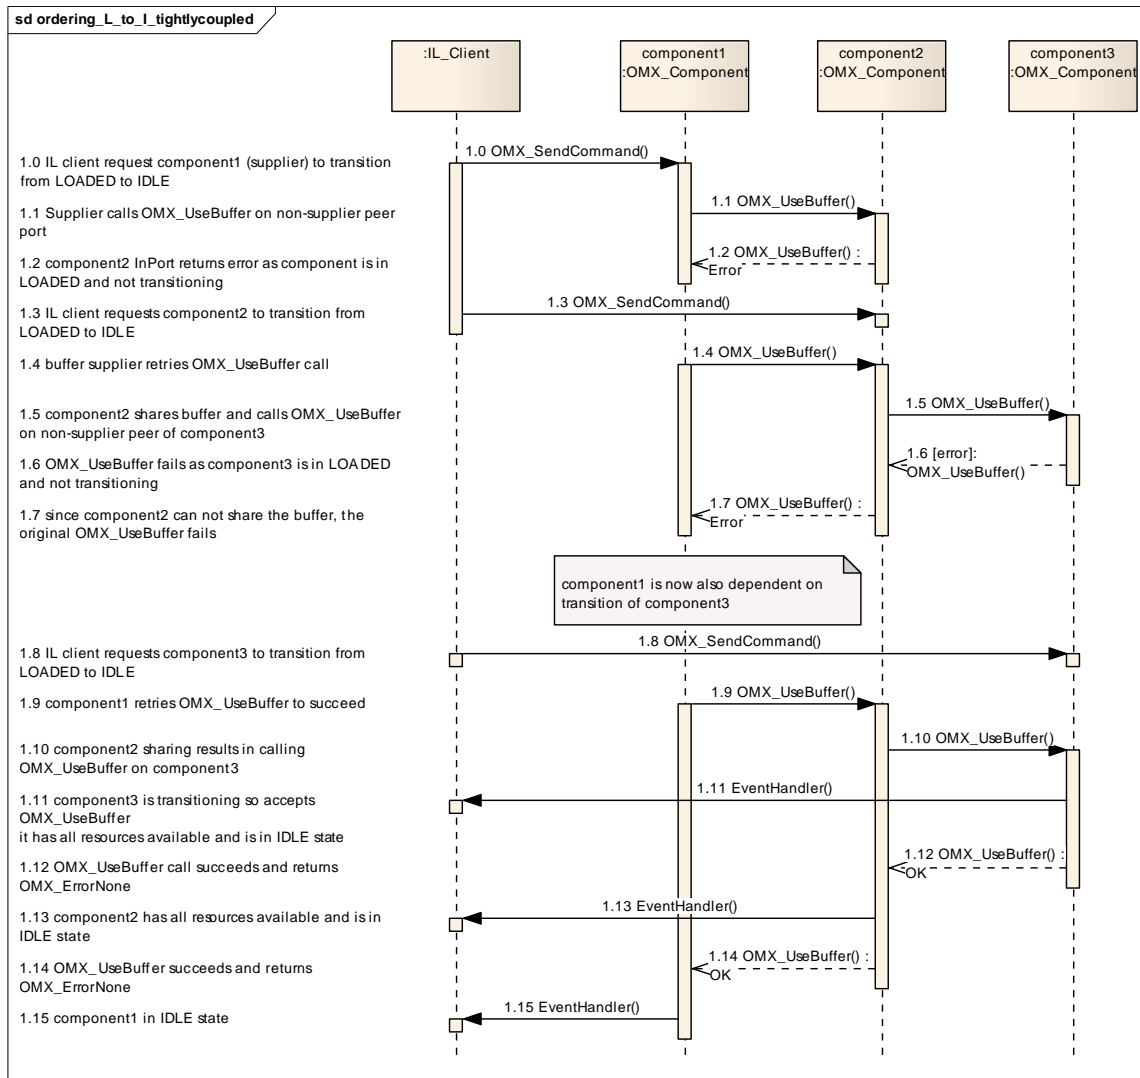 sd ordering_L_to_I_tightlycoupled
:IL_Client
component1
:OMX_Component
component2
:OMX_Component
component3
:OMX_Component
1.0 IL client request component1 (supplier) to transition
from LOADED to IDLE
1.0 OMX_SendCommand()
1.1 Supplier calls OMX_UseBuffer on non-supplier peer
port
1.1 OMX_UseBuffer()
1.2 component2 InPort returns error as component is in
LOADED and not transitioning
1.2 OMX_UseBuffer() :
Error
1.3 IL client requests component2 to transition from
LOADED to IDLE
1.3 OMX_SendCommand()
1.4 buffer supplier retries OMX_UseBuffer call
1.4 OMX_UseBuffer()
1.5 component2 shares buffer and calls OMX_UseBuffer
on non-supplier peer of component3
1.5 OMX_UseBuffer()
1.6 OMX_UseBuffer fails as component3 is in LOADED
and not transitioning
1.6 [error]:
OMX_UseBuffer()
1.7 since component2 can not share the buffer, the
original OMX_UseBuffer fails
1.7 OMX_UseBuffer() :
Error
component1 is now also dependent on
transition of component3
1.8 IL client requests component3 to transition from
LOADED to IDLE
1.8 OMX_SendCommand()
1.9 component1 retries OMX_UseBuffer to succeed
1.9 OMX_UseBuffer()
1.10 component2 sharing results in calling
OMX_UseBuffer on component3
1.10 OMX_UseBuffer()
1.11 component3 is transitioning so accepts
OMX_UseBuffer
it has all resources available and is in IDLE state
1.11 EventHandler()
1.12 OMX_UseBuffer call succeeds and returns
OMX_ErrorNone
1.12 OMX_UseBuffer() :
OK
1.13 component2 has all resources available and is in
IDLE state
1.13 EventHandler()
1.14 OMX_UseBuffer succeeds and returns
OMX_ErrorNone
1.14 OMX_UseBuffer() :
OK
1.15 component1 in IDLE state
1.15 EventHandler()